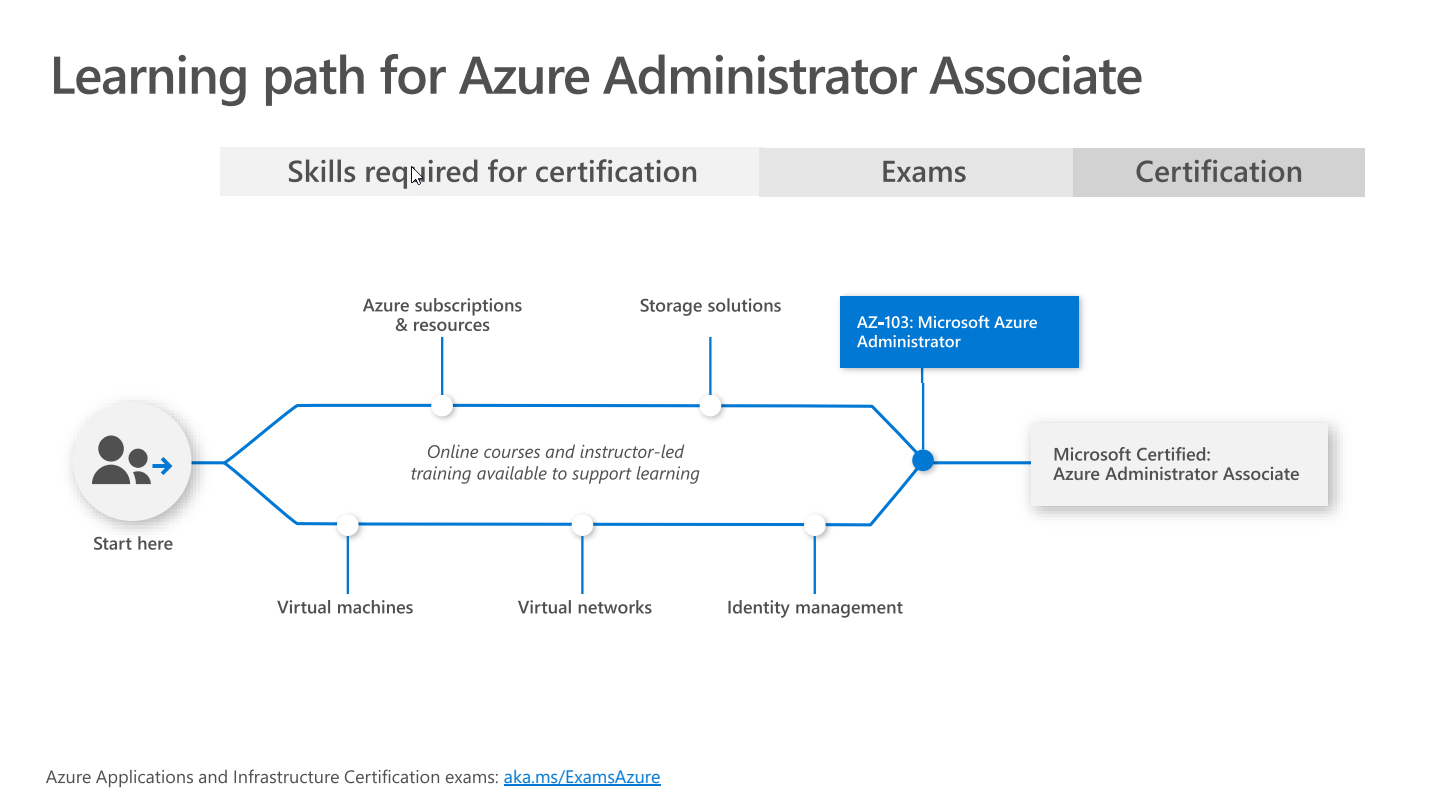 Learning path for Azure Administrator Associate
Skills required for certification
Exams
Certification
Azure subscriptions
& resources
Storage solutions
AZ-103: Microsoft Azure
Administrator
Online courses and instructor-led
training available to support learning
Microsoft Certified:
Azure Administrator Associate
Start here
Virtual machines
Virtual networks
Identity management
Azure Applications and Infrastructure Certification exams: aka.ms/ExamsAzure